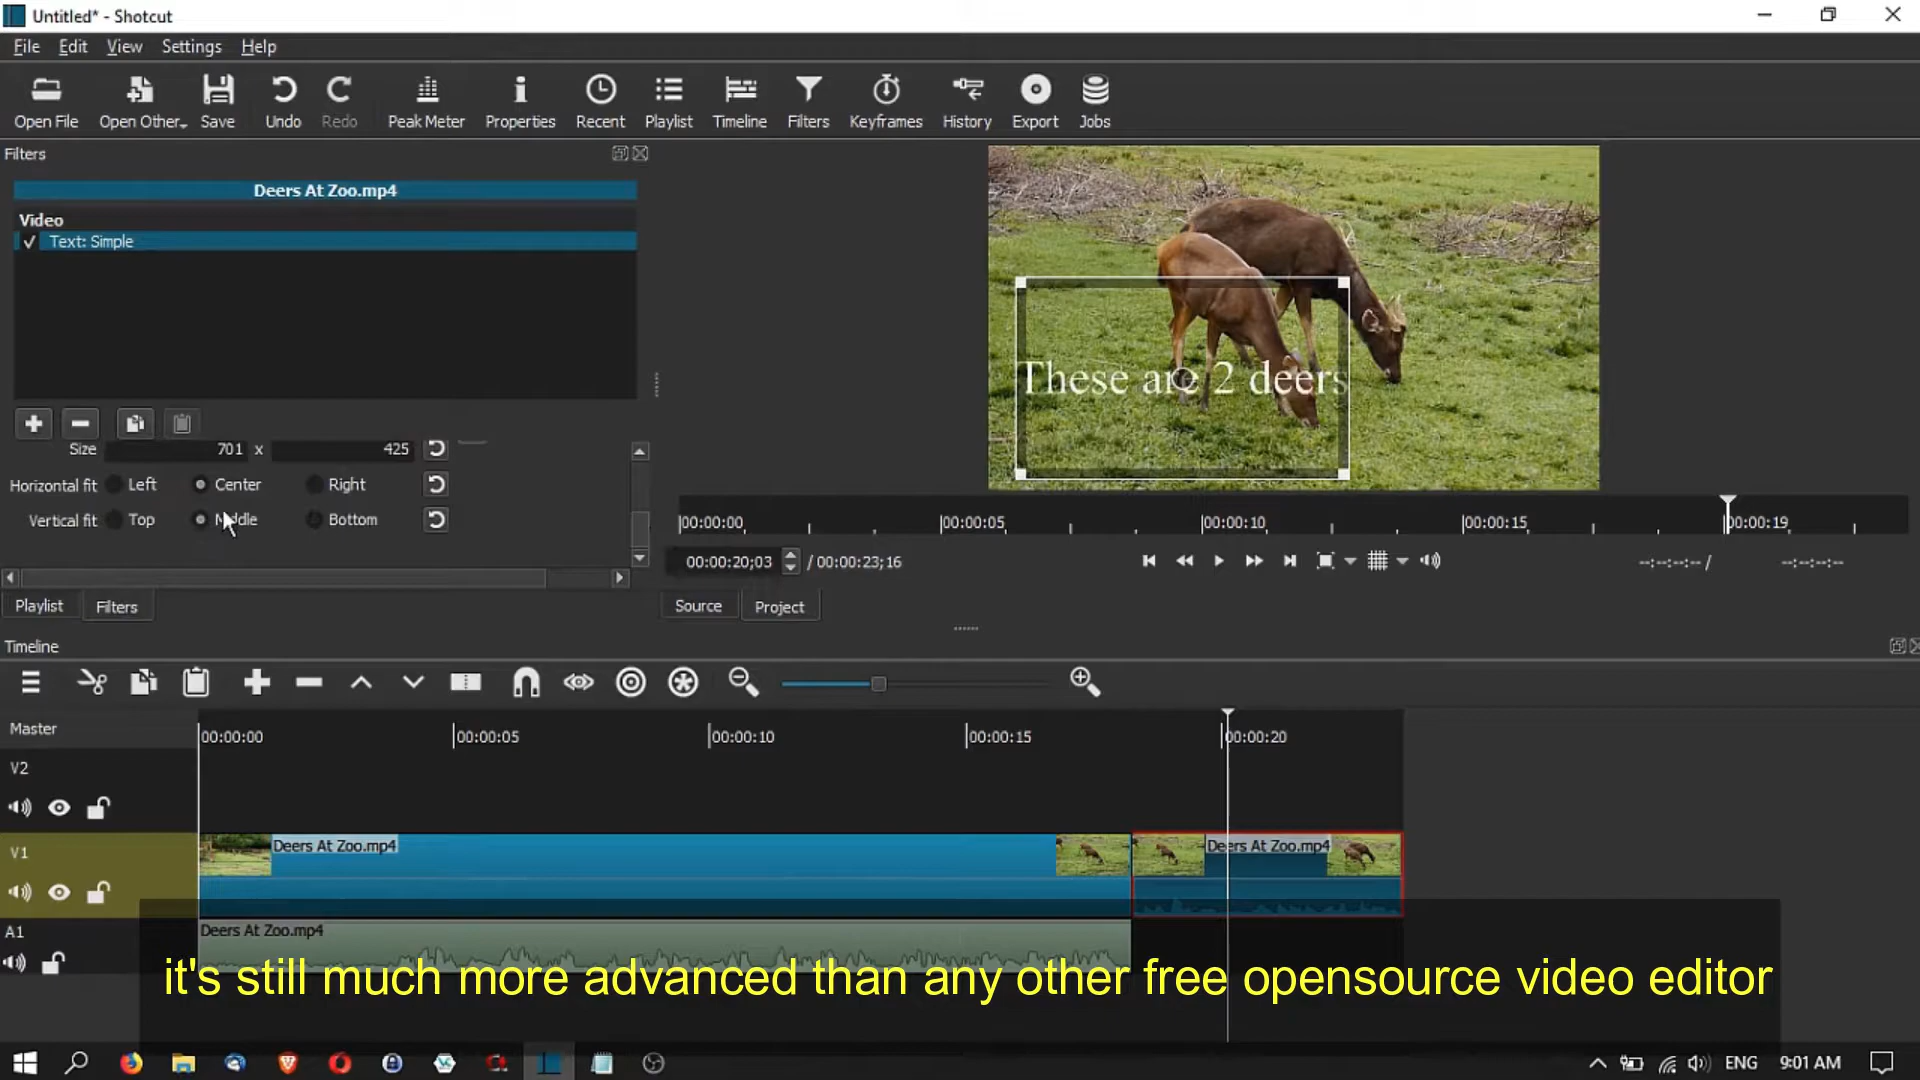 Untitled* - Shotcut
File Edit View Settings Help
Open File Open Other Save Undo Redo Peak Meter Properties Recent Playlist Timeline Filters Keyframes History Export Jobs
Filters
Deers At Zoo.mp4
Video
✓ Text: Simple
Size 701 x 425
Horizontal fit Left Center Right
Vertical fit Top Middle Bottom
Playlist Filters
These are 2 deers
00:00:00 00:00:05 00:00:10 00:00:15 00:00:19
00:00:20;03 / 00:00:23;16 --:--:--:-- / --:--:--:--
Source Project
Timeline
Master
00:00:00 00:00:05 00:00:10 00:00:15 00:00:20
V2
V1
Deers At Zoo.mp4 Deers At Zoo.mp4
A1
Deers At Zoo.mp4
it's still much more advanced than any other free opensource video editor
ENG 9:01 AM